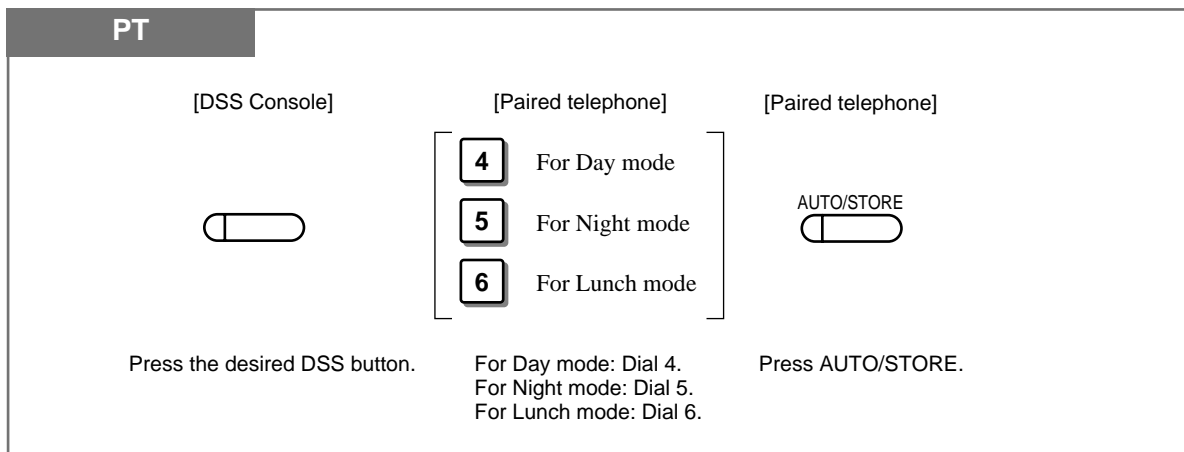 PT
[DSS Console]
[Paired telephone]
[Paired telephone]
4 For Day mode
5 For Night mode
6 For Lunch mode
AUTO/STORE
Press the desired DSS button.
For Day mode: Dial 4.
For Night mode: Dial 5.
For Lunch mode: Dial 6.
Press AUTO/STORE.